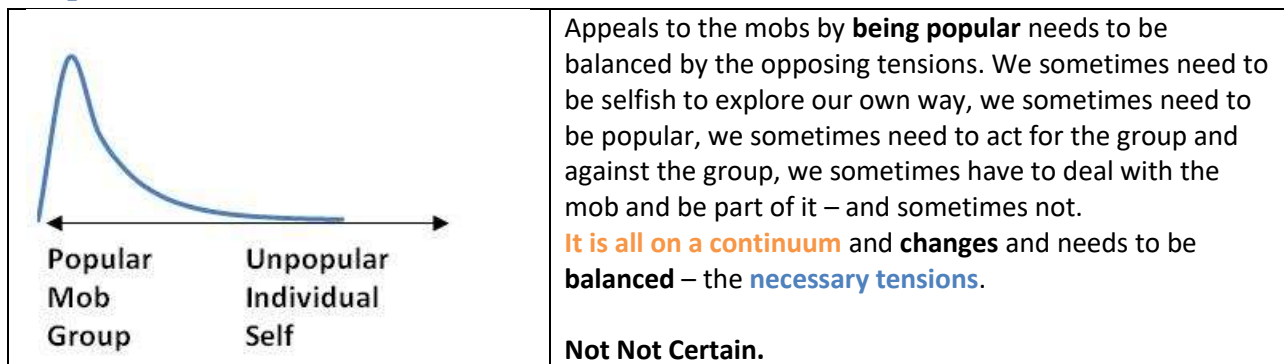 Popular Unpopular
Mob Individual
Group Self
Appeals to the mobs by being popular needs to be
balanced by the opposing tensions. We sometimes need to
be selfish to explore our own way, we sometimes need to
be popular, we sometimes need to act for the group and
against the group, we sometimes have to deal with the
mob and be part of it – and sometimes not.
It is all on a continuum and changes and needs to be
balanced – the necessary tensions.
Not Not Certain.